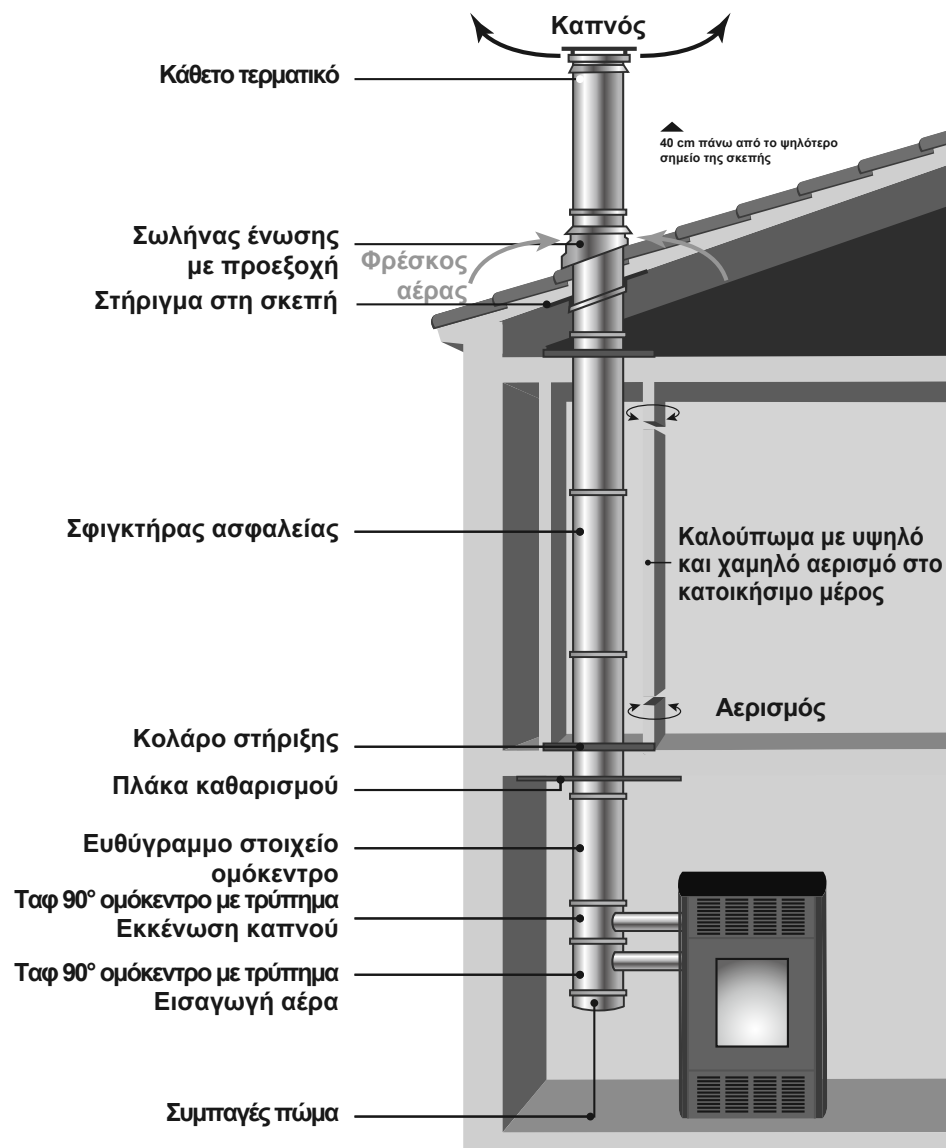 Καπνός
Κάθετο τερματικό
40 cm πάνω από το ψηλότερο
σημείο της σκεπής
Σωλήνας ένωσης
με προεξοχή
Φρέσκος
αέρας
Στήριγμα στη σκεπή
Σφιγκτήρας ασφαλείας
Καλούπωμα με υψηλό
και χαμηλό αερισμό στο
κατοικήσιμο μέρος
Αερισμός
Κολάρο στήριξης
Πλάκα καθαρισμού
Ευθύγραμμο στοιχείο
ομόκεντρο
Ταφ 90° ομόκεντρο με τρύπημα
Εκκένωση καπνού
Ταφ 90° ομόκεντρο με τρύπημα
Εισαγωγή αέρα
Συμπαγές πώμα